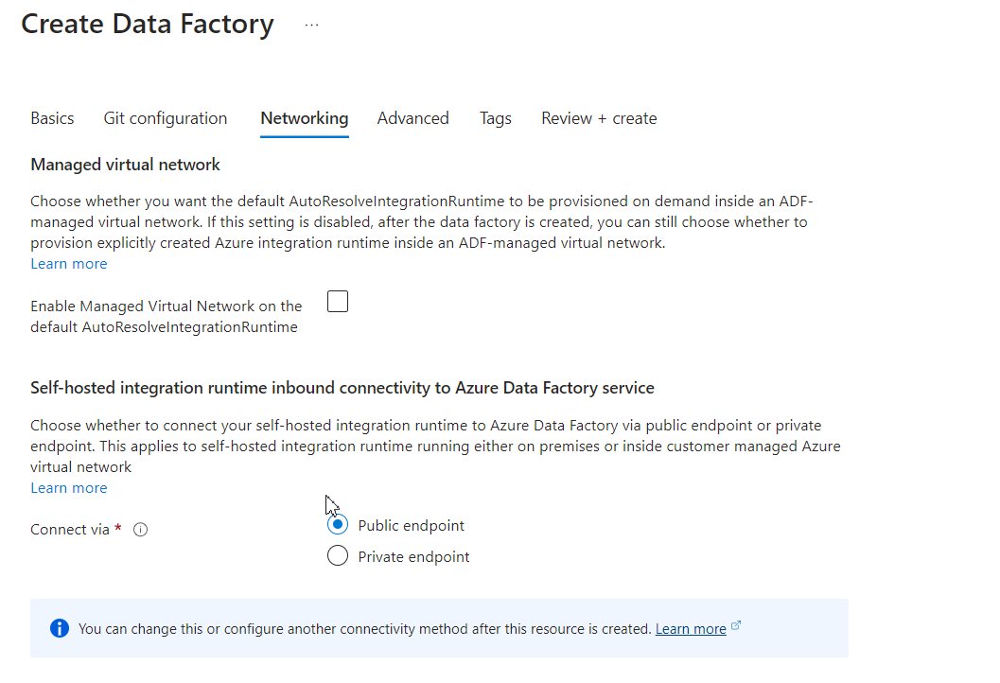 Create Data Factory ...
Basics Git configuration Networking Advanced Tags Review + create
Managed virtual network
Choose whether you want the default AutoResolveIntegrationRuntime to be provisioned on demand inside an ADF-
managed virtual network. If this setting is disabled, after the data factory is created, you can still choose whether to
provision explicitly created Azure integration runtime inside an ADF-managed virtual network.
Learn more
Enable Managed Virtual Network on the
default AutoResolveIntegrationRuntime
Self-hosted integration runtime inbound connectivity to Azure Data Factory service
Choose whether to connect your self-hosted integration runtime to Azure Data Factory via public endpoint or private
endpoint. This applies to self-hosted integration runtime running either on premises or inside customer managed Azure
virtual network
Learn more
Connect via * Public endpoint
Private endpoint
You can change this or configure another connectivity method after this resource is created. Learn more